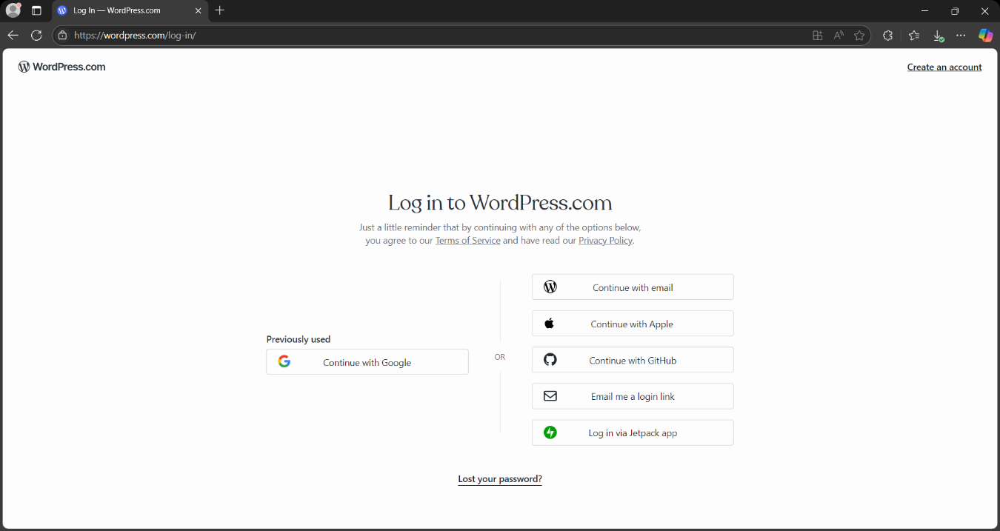 Log In — WordPress.com
https://wordpress.com/log-in/
WordPress.com
Create an account
Log in to WordPress.com
Just a little reminder that by continuing with any of the options below,
you agree to our Terms of Service and have read our Privacy Policy.
Previously used
Continue with Google
OR
Continue with email
Continue with Apple
Continue with GitHub
Email me a login link
Log in via Jetpack app
Lost your password?